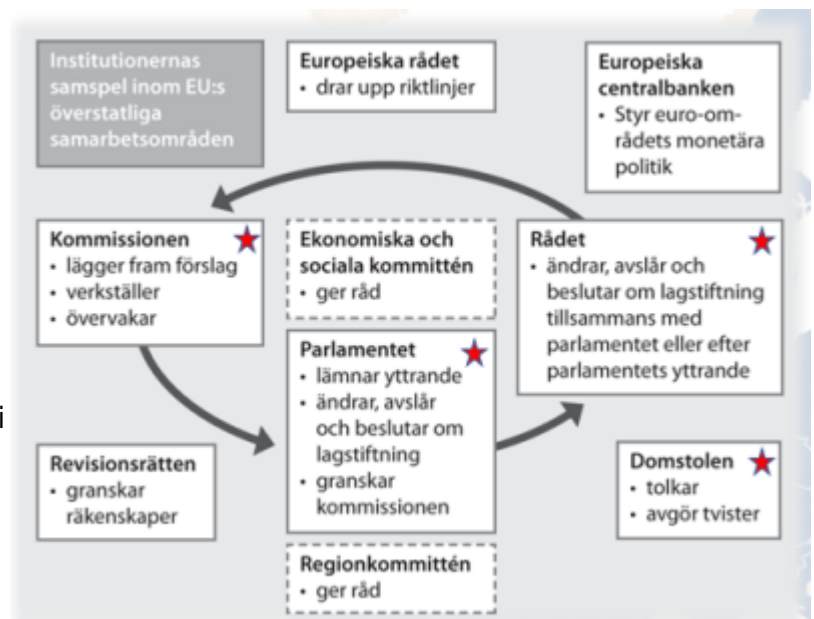 Institutionernas
samspel inom EU:s
överstatliga
samarbetsområden
Europeiska rådet
• drar upp riktlinjer
Europeiska
centralbanken
• Styr euro-om-
rådets monetära
politik
Kommissionen
• lägger fram förslag
• verkställer
• övervakar
Ekonomiska och
sociala kommittén
• ger råd
Rådet
• ändrar, avslår och
beslutar om lagstiftning
tillsammans med
parlamentet eller efter
parlamentets yttrande
Parlamentet
• lämnar yttrande
• ändrar, avslår
och beslutar om
lagstiftning
• granskar
kommissionen
i
Revisionsrätten
• granskar
räkenskaper
Domstolen
• tolkar
• avgör tvister
Regionkommittén
• ger råd